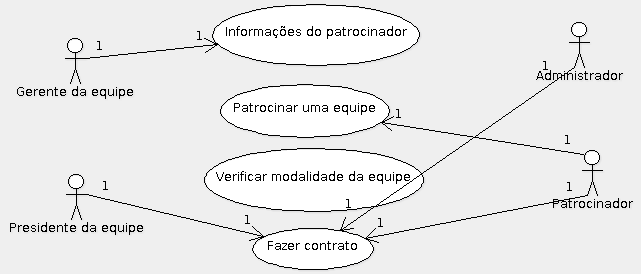 Informações do patrocinador
1
1
Gerente da equipe
1
Administrador
Patrocinar uma equipe
1
1
Verificar modalidade da equipe
Presidente da equipe
1
1
1
Patrocinador
1
1
Fazer contrato